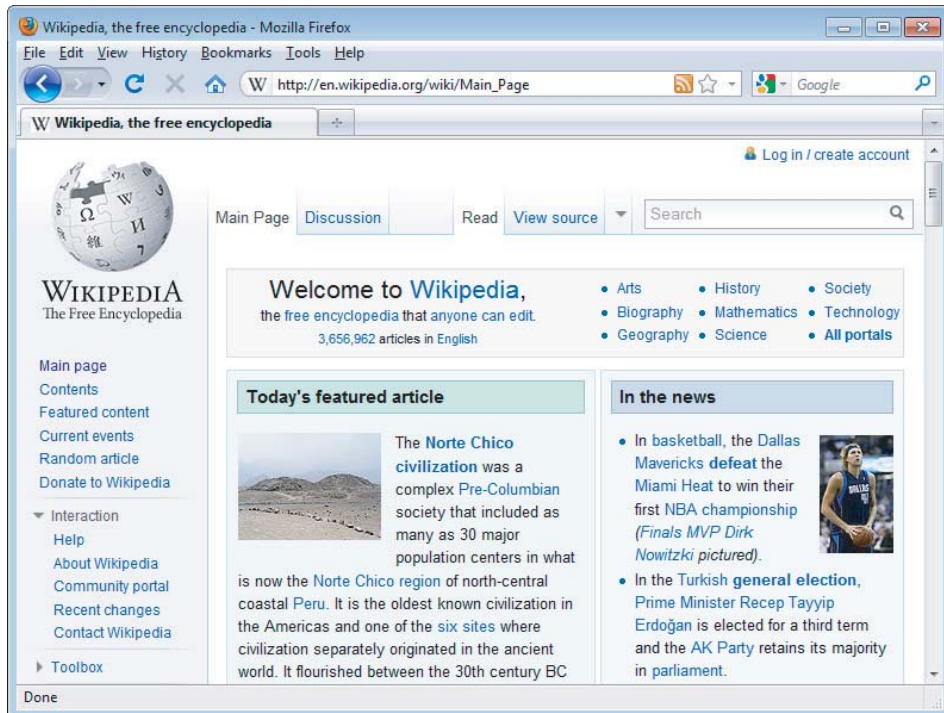 Wikipedia, the free encyclopedia - Mozilla Firefox
File Edit View History Bookmarks Tools Help
W http://en.wikipedia.org/wiki/Main_Page
Google
W Wikipedia, the free encyclopedia
Log in / create account
Main Page Discussion Read View source Search
WIKIPEDIA
The Free Encyclopedia
Main page
Contents
Featured content
Current events
Random article
Donate to Wikipedia
Interaction
Help
About Wikipedia
Community portal
Recent changes
Contact Wikipedia
Toolbox
Welcome to Wikipedia,
the free encyclopedia that anyone can edit.
3,656,962 articles in English
• Arts • History • Society
• Biography • Mathematics • Technology
• Geography • Science • All portals
Today's featured article
The Norte Chico
civilization was a
complex Pre-Columbian
society that included as
many as 30 major
population centers in what
is now the Norte Chico region of north-central
coastal Peru. It is the oldest known civilization in
the Americas and one of the six sites where
civilization separately originated in the ancient
world. It flourished between the 30th century BC
In the news
• In basketball, the Dallas
Mavericks defeat the
Miami Heat to win their
first NBA championship
(Finals MVP Dirk
Nowitzki pictured).
• In the Turkish general election,
Prime Minister Recep Tayyip
Erdoğan is elected for a third term
and the AK Party retains its majority
in parliament.
Done